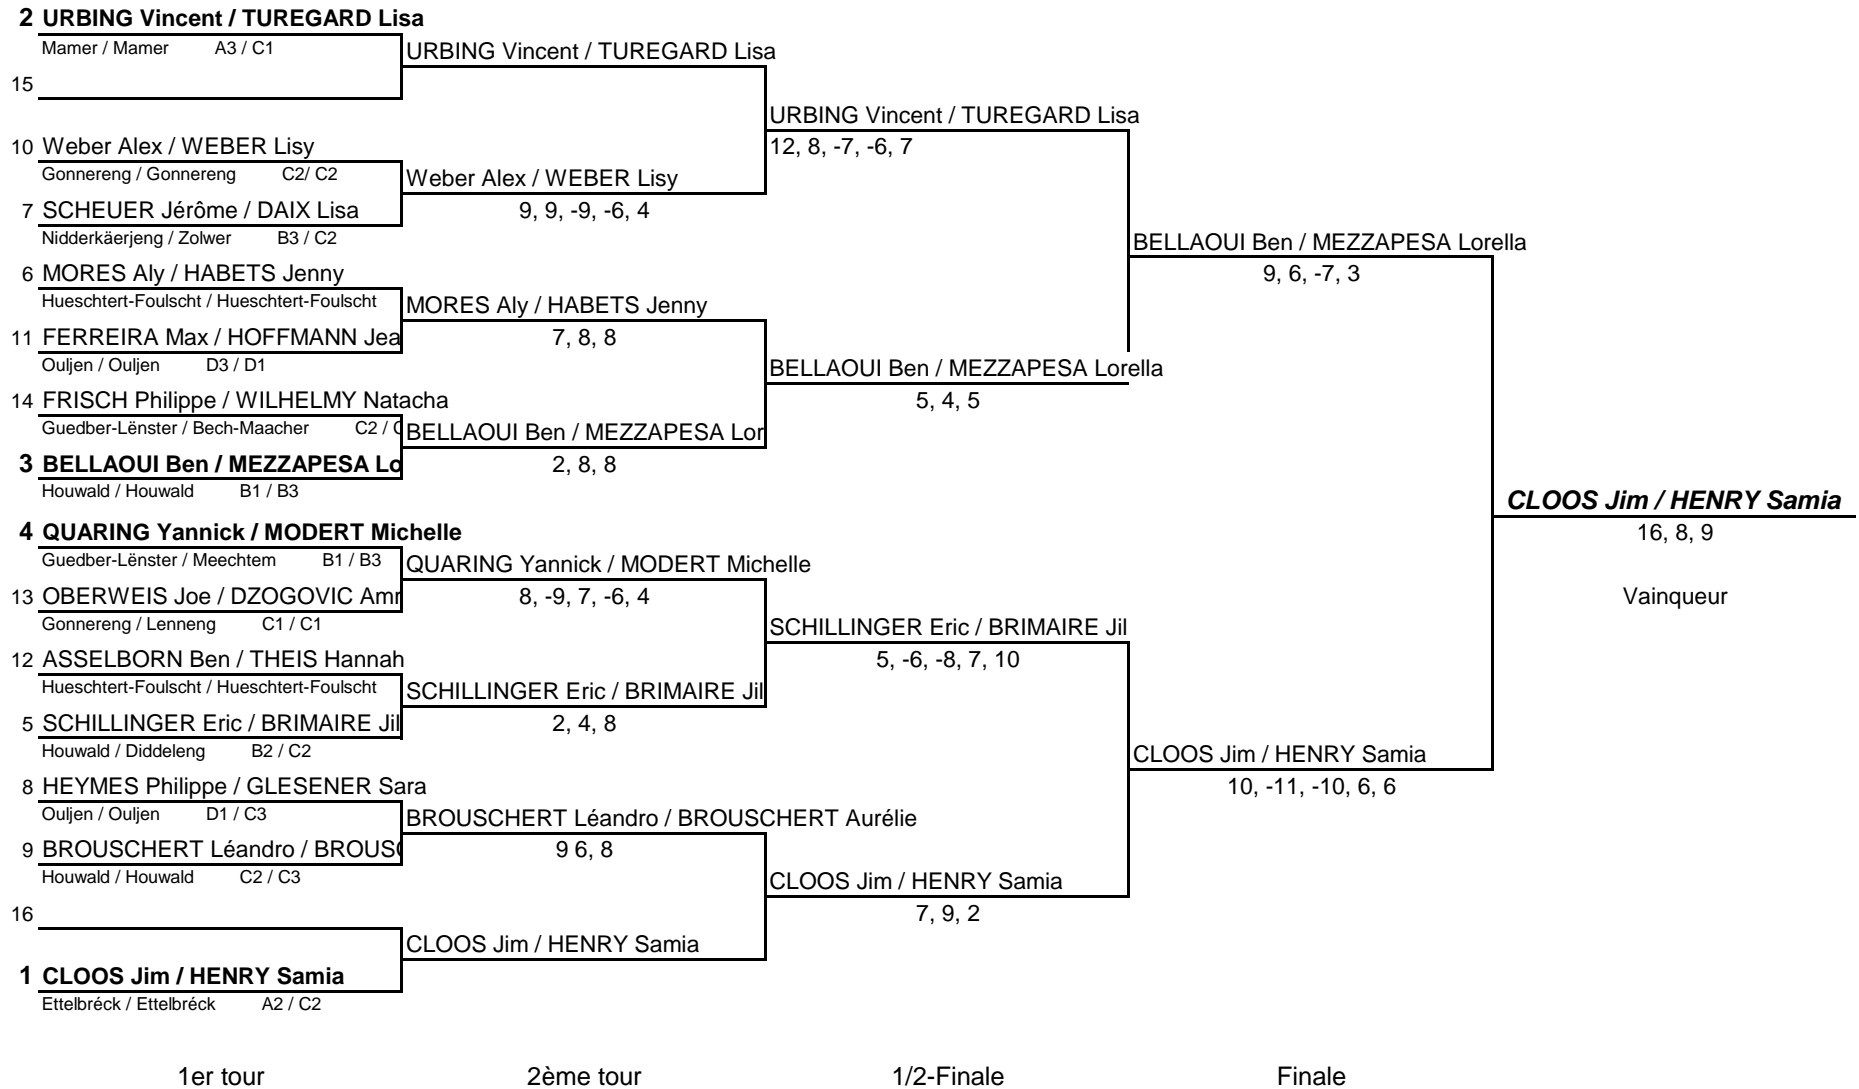 2 URBING Vincent / TUREGARD Lisa
Mamer / Mamer A3 / C1
URBING Vincent / TUREGARD Lisa
15
URBING Vincent / TUREGARD Lisa
12, 8, -7, -6, 7
10 Weber Alex / WEBER Lisy
Gonnereng / Gonnereng C2/ C2
Weber Alex / WEBER Lisy
9, 9, -9, -6, 4
7 SCHEUER Jérôme / DAIX Lisa
Nidderkäerjeng / Zolwer B3 / C2
BELLAOUI Ben / MEZZAPESA Lorella
9, 6, -7, 3
6 MORES Aly / HABETS Jenny
Hueschtert-Foulscht / Hueschtert-Foulscht
MORES Aly / HABETS Jenny
7, 8, 8
11 FERREIRA Max / HOFFMANN Jea
Ouljen / Ouljen D3 / D1
BELLAOUI Ben / MEZZAPESA Lorella
5, 4, 5
14 FRISCH Philippe / WILHELMY Natacha
Guedber-Lënster / Bech-Maacher C2 /
BELLAOUI Ben / MEZZAPESA Lor
2, 8, 8
3 BELLAOUI Ben / MEZZAPESA Lo
Houwald / Houwald B1 / B3
CLOOS Jim / HENRY Samia
16, 8, 9
Vainqueur
4 QUARING Yannick / MODERT Michelle
Guedber-Lënster / Meechtem B1 / B3
QUARING Yannick / MODERT Michelle
8, -9, 7, -6, 4
13 OBERWEIS Joe / DZOGOVIC Amr
Gonnereng / Lenneng C1 / C1
SCHILLINGER Eric / BRIMAIRE Jil
5, -6, -8, 7, 10
12 ASSELBORN Ben / THEIS Hannah
Hueschtert-Foulscht / Hueschtert-Foulscht
SCHILLINGER Eric / BRIMAIRE Jil
2, 4, 8
5 SCHILLINGER Eric / BRIMAIRE Jil
Houwald / Diddeleng B2 / C2
CLOOS Jim / HENRY Samia
10, -11, -10, 6, 6
8 HEYMES Philippe / GLESENER Sara
Ouljen / Ouljen D1 / C3
BROUSCHERT Léandro / BROUSCHERT Aurélie
9 6, 8
9 BROUSCHERT Léandro / BROUSC
Houwald / Houwald C2 / C3
CLOOS Jim / HENRY Samia
7, 9, 2
16
CLOOS Jim / HENRY Samia
1 CLOOS Jim / HENRY Samia
Ettelbréck / Ettelbréck A2 / C2
1er tour 2ème tour 1/2-Finale Finale